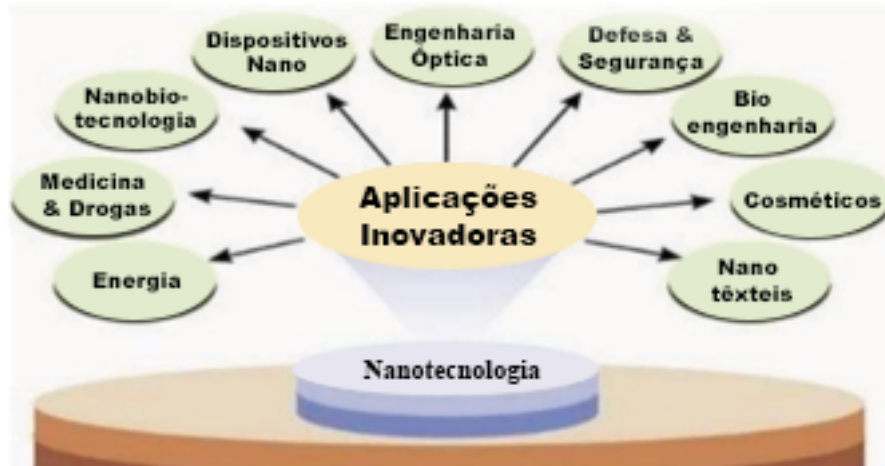 Dispositivos
Nano
Engenharia
Óptica
Defesa &
Segurança
Nanobio-
tecnologia
Bio
engenharia
Medicina
& Drogas
Cosméticos
Energia
Nano
têxteis
Aplicações
Inovadoras
Nanotecnologia